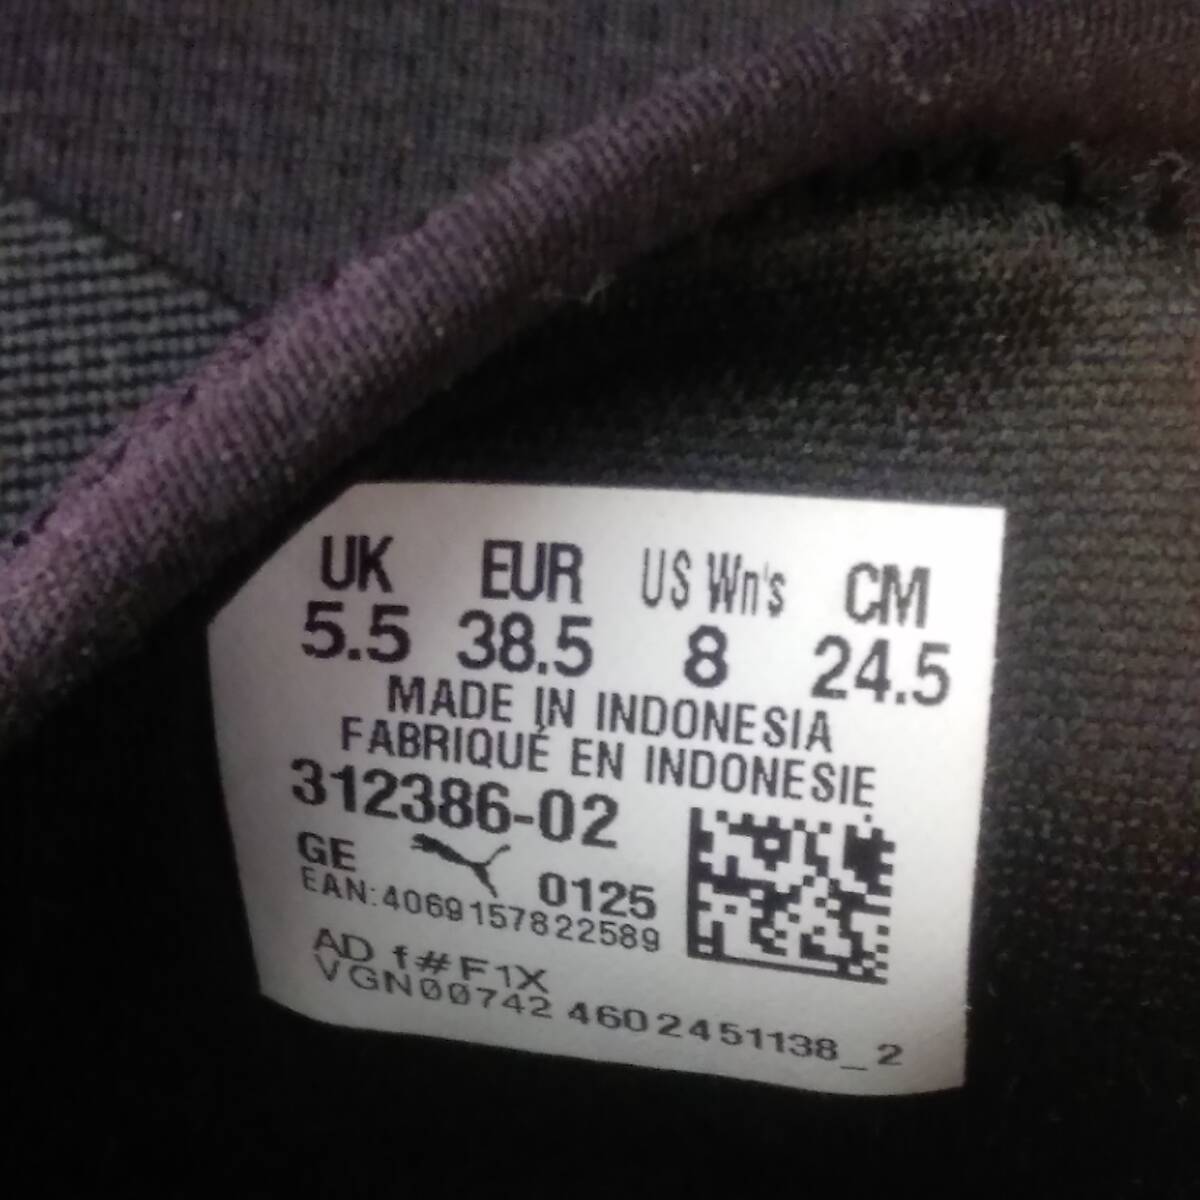 UK EUR US Wn's CM
5.5 38.5 8 24.5
MADE IN INDONESIA
FABRIQUÉ EN INDONESIE
312386-02
GE 0125
EAN:4069157822589
AD f#F1X
VGN00742 4602451138_2